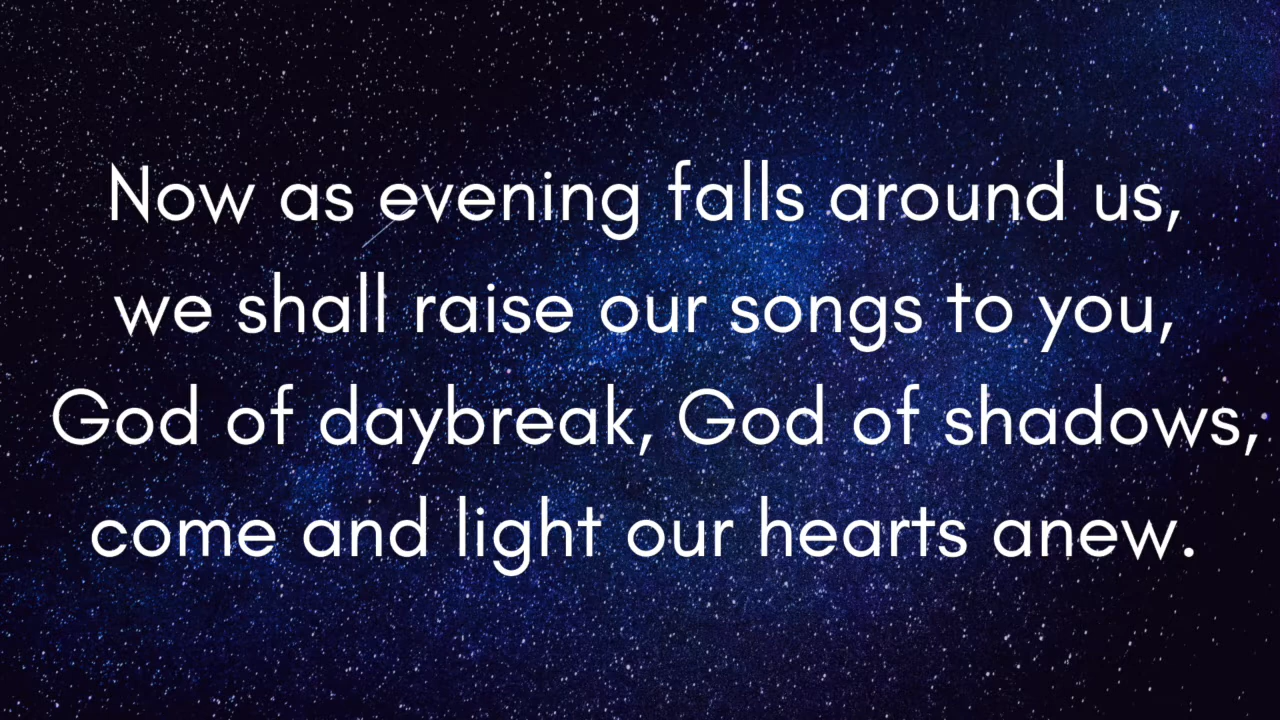 Now as evening falls around us,
we shall raise our songs to you,
God of daybreak, God of shadows,
come and light our hearts anew.